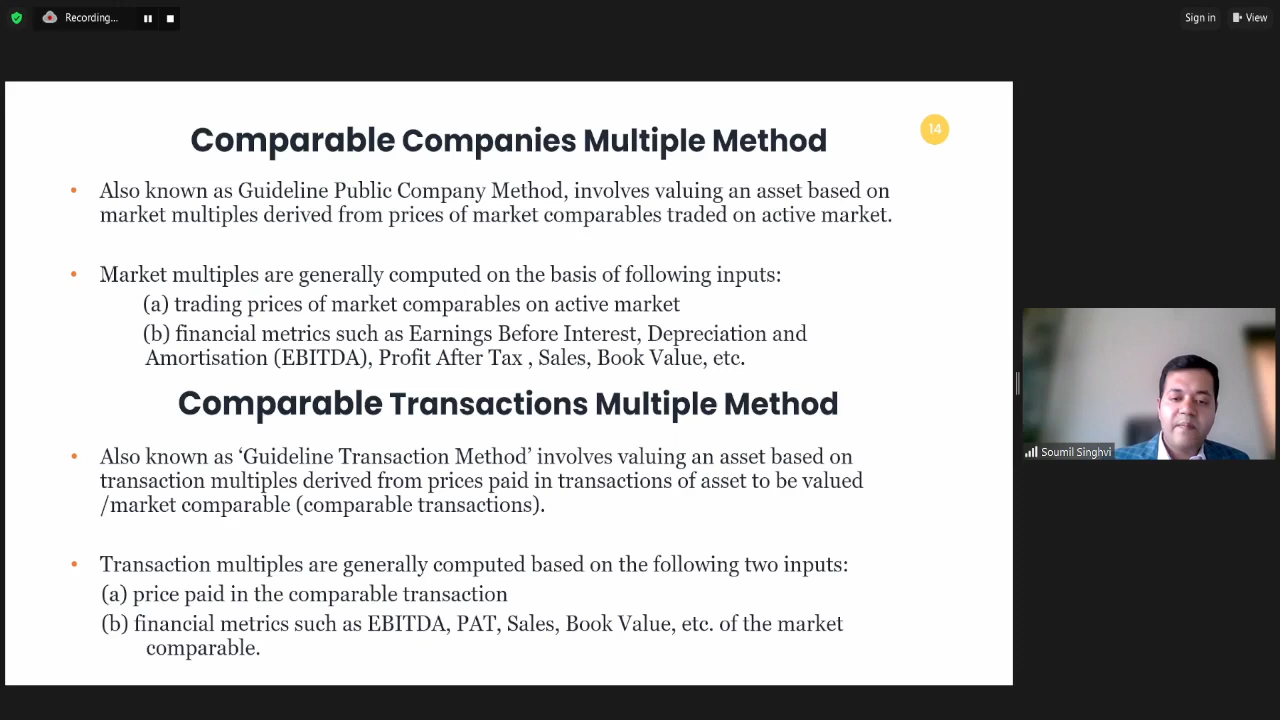 Recording...
Sign in
View
Comparable Companies Multiple Method
14
• Also known as Guideline Public Company Method, involves valuing an asset based on
market multiples derived from prices of market comparables traded on active market.
• Market multiples are generally computed on the basis of following inputs:
(a) trading prices of market comparables on active market
(b) financial metrics such as Earnings Before Interest, Depreciation and
Amortisation (EBITDA), Profit After Tax , Sales, Book Value, etc.
Comparable Transactions Multiple Method
• Also known as ‘Guideline Transaction Method’ involves valuing an asset based on
transaction multiples derived from prices paid in transactions of asset to be valued
/market comparable (comparable transactions).
• Transaction multiples are generally computed based on the following two inputs:
(a) price paid in the comparable transaction
(b) financial metrics such as EBITDA, PAT, Sales, Book Value, etc. of the market
comparable.
Soumil Singhvi